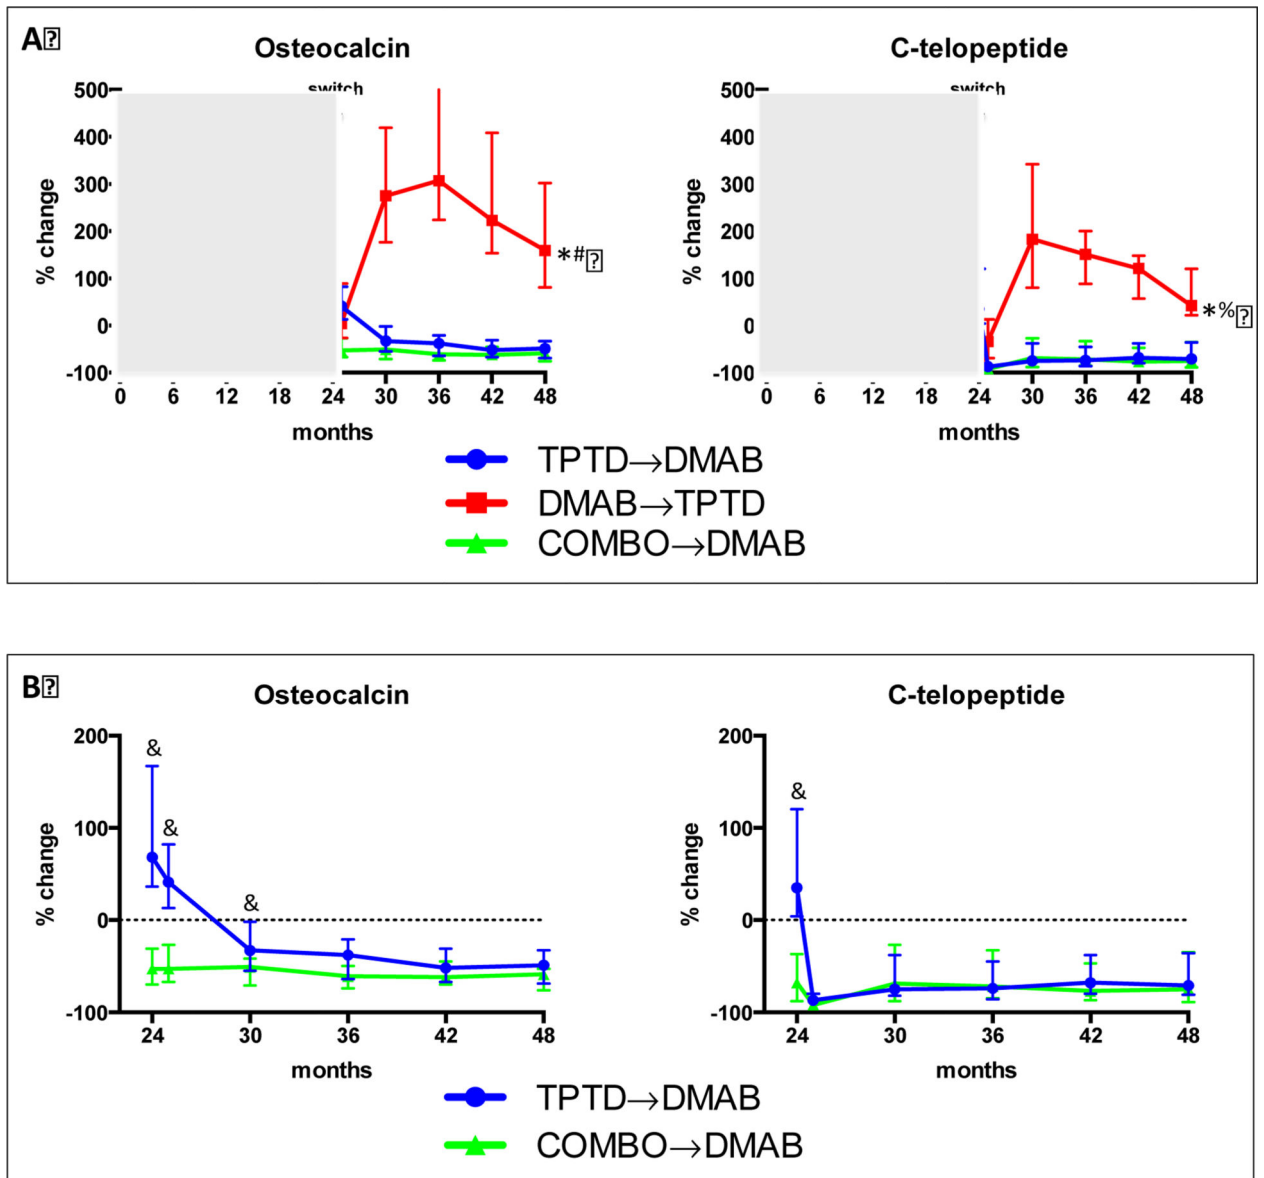 A⍰
Osteocalcin
switch
500
400
300
200
100
0
-100
% change
0 6 12 18 24 30 36 42 48
months
*#⍰
C-telopeptide
switch
500
400
300
200
100
0
-100
% change
0 6 12 18 24 30 36 42 48
months
*%⍰
TPTD→DMAB
DMAB→TPTD
COMBO→DMAB
B⍰
Osteocalcin
200
100
0
-100
% change
&
&
&
24 30 36 42 48
months
C-telopeptide
200
100
0
-100
% change
&
24 30 36 42 48
months
TPTD→DMAB
COMBO→DMAB